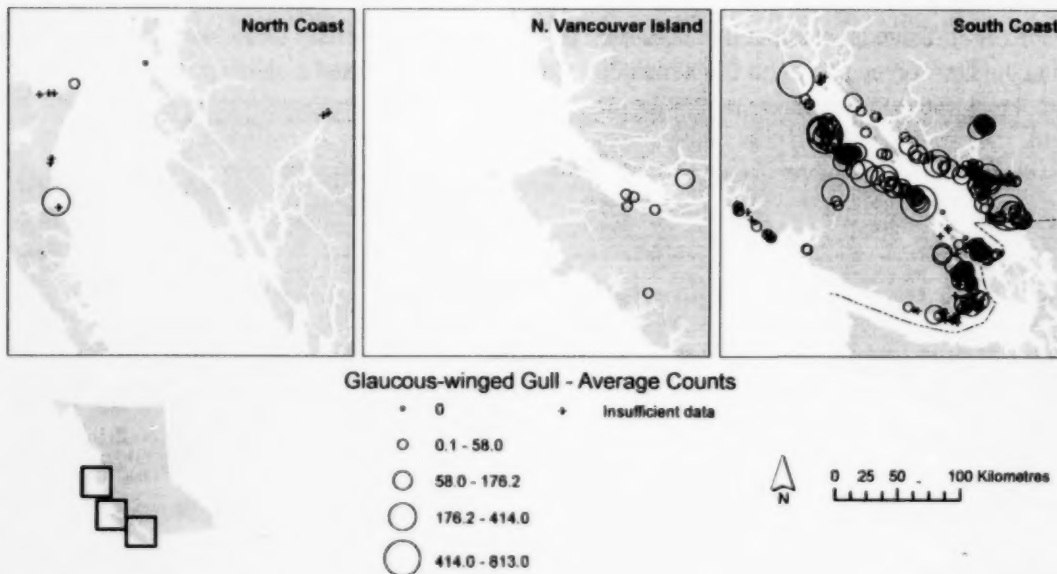 North Coast
N. Vancouver Island
South Coast
Glaucous-winged Gull - Average Counts
0
Insufficient data
0.1 - 58.0
58.0 - 176.2
176.2 - 414.0
414.0 - 813.0
N
0 25 50 100 Kilometres